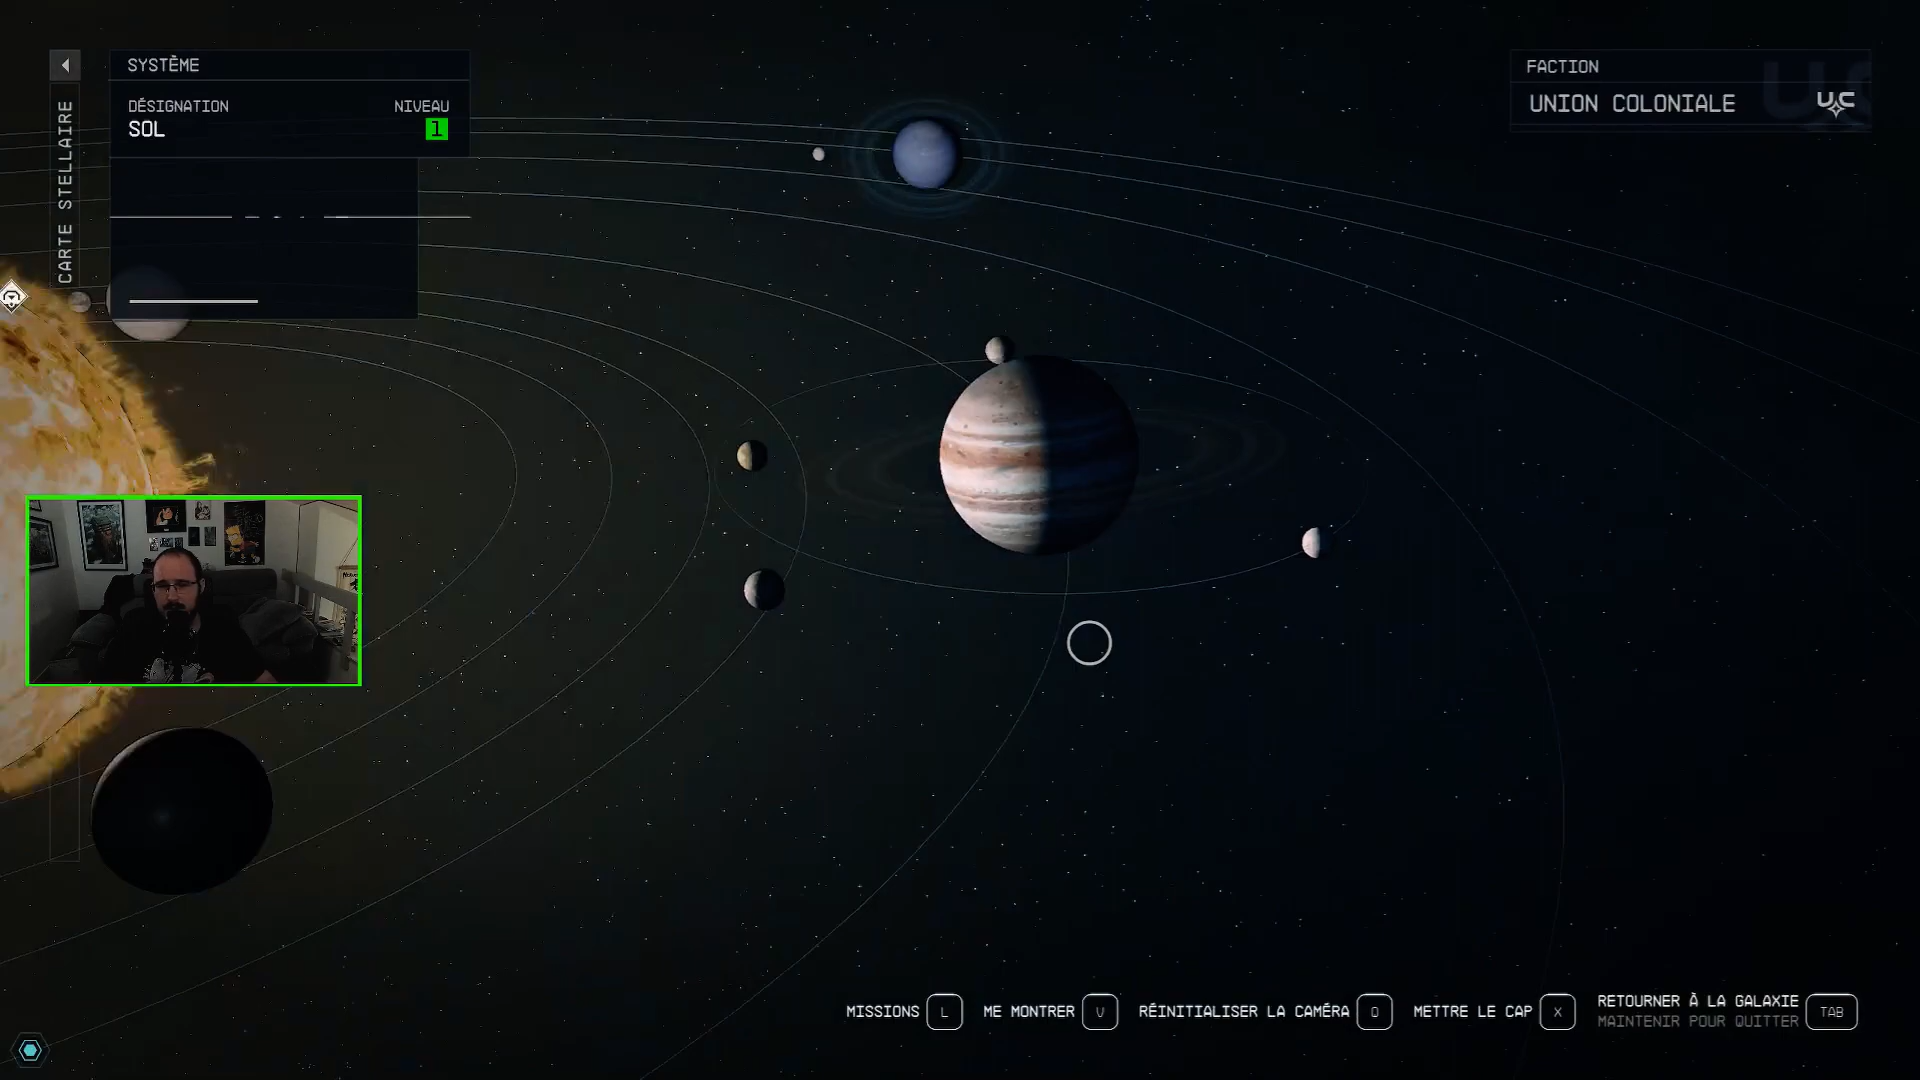 SYSTÈME
DÉSIGNATION
NIVEAU
SOL
1
CARTE STELLAIRE
FACTION
UNION COLONIALE
UC
MISSIONS L
ME MONTRER V
RÉINITIALISER LA CAMÉRA O
METTRE LE CAP X
RETOURNER À LA GALAXIE
MAINTENIR POUR QUITTER
TAB